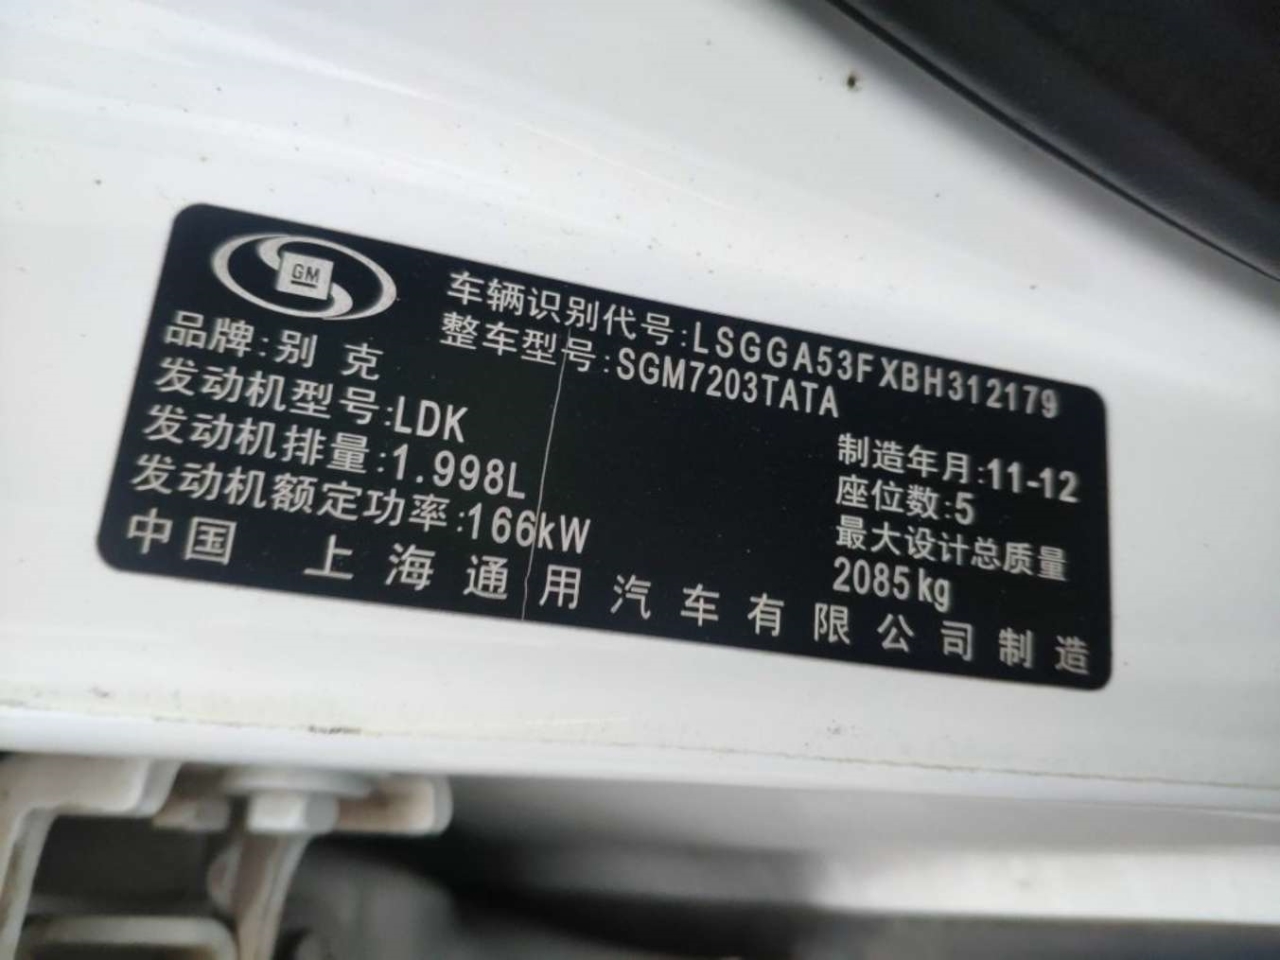 GM
车辆识别代号:LSGGA53FXBH312179
品牌:别克
整车型号:SGM7203TATA
发动机型号:LDK
制造年月:11-12
发动机排量:1.998L
座位数:5
发动机额定功率:166kW
最大设计总质量
2085kg
中国 上海通用汽车有限公司制造